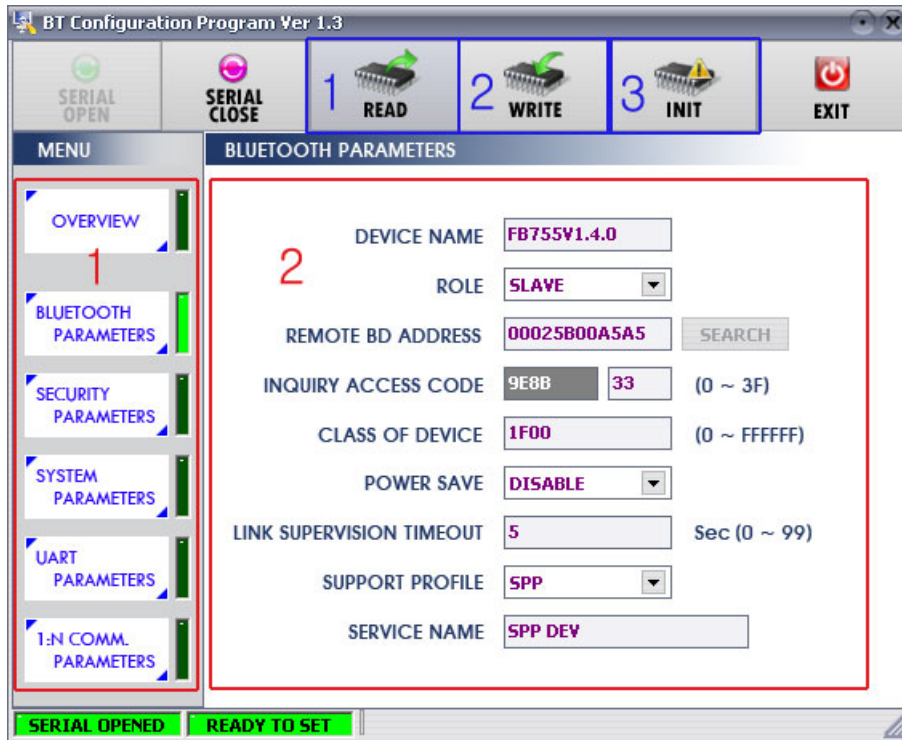 BT Configuration Program Ver 1.3
SERIAL
OPEN
SERIAL
CLOSE
1
READ
2
WRITE
3
INIT
EXIT
MENU
BLUETOOTH PARAMETERS
OVERVIEW
1
BLUETOOTH
PARAMETERS
SECURITY
PARAMETERS
SYSTEM
PARAMETERS
UART
PARAMETERS
1:N COMM.
PARAMETERS
2
DEVICE NAME FB755V1.4.0
ROLE SLAVE
REMOTE BD ADDRESS 00025B00A5A5 SEARCH
INQUIRY ACCESS CODE 9E8B 33 (0 ~ 3F)
CLASS OF DEVICE 1F00 (0 ~ FFFFFF)
POWER SAVE DISABLE
LINK SUPERVISION TIMEOUT 5 Sec (0 ~ 99)
SUPPORT PROFILE SPP
SERVICE NAME SPP DEV
SERIAL OPENED READY TO SET